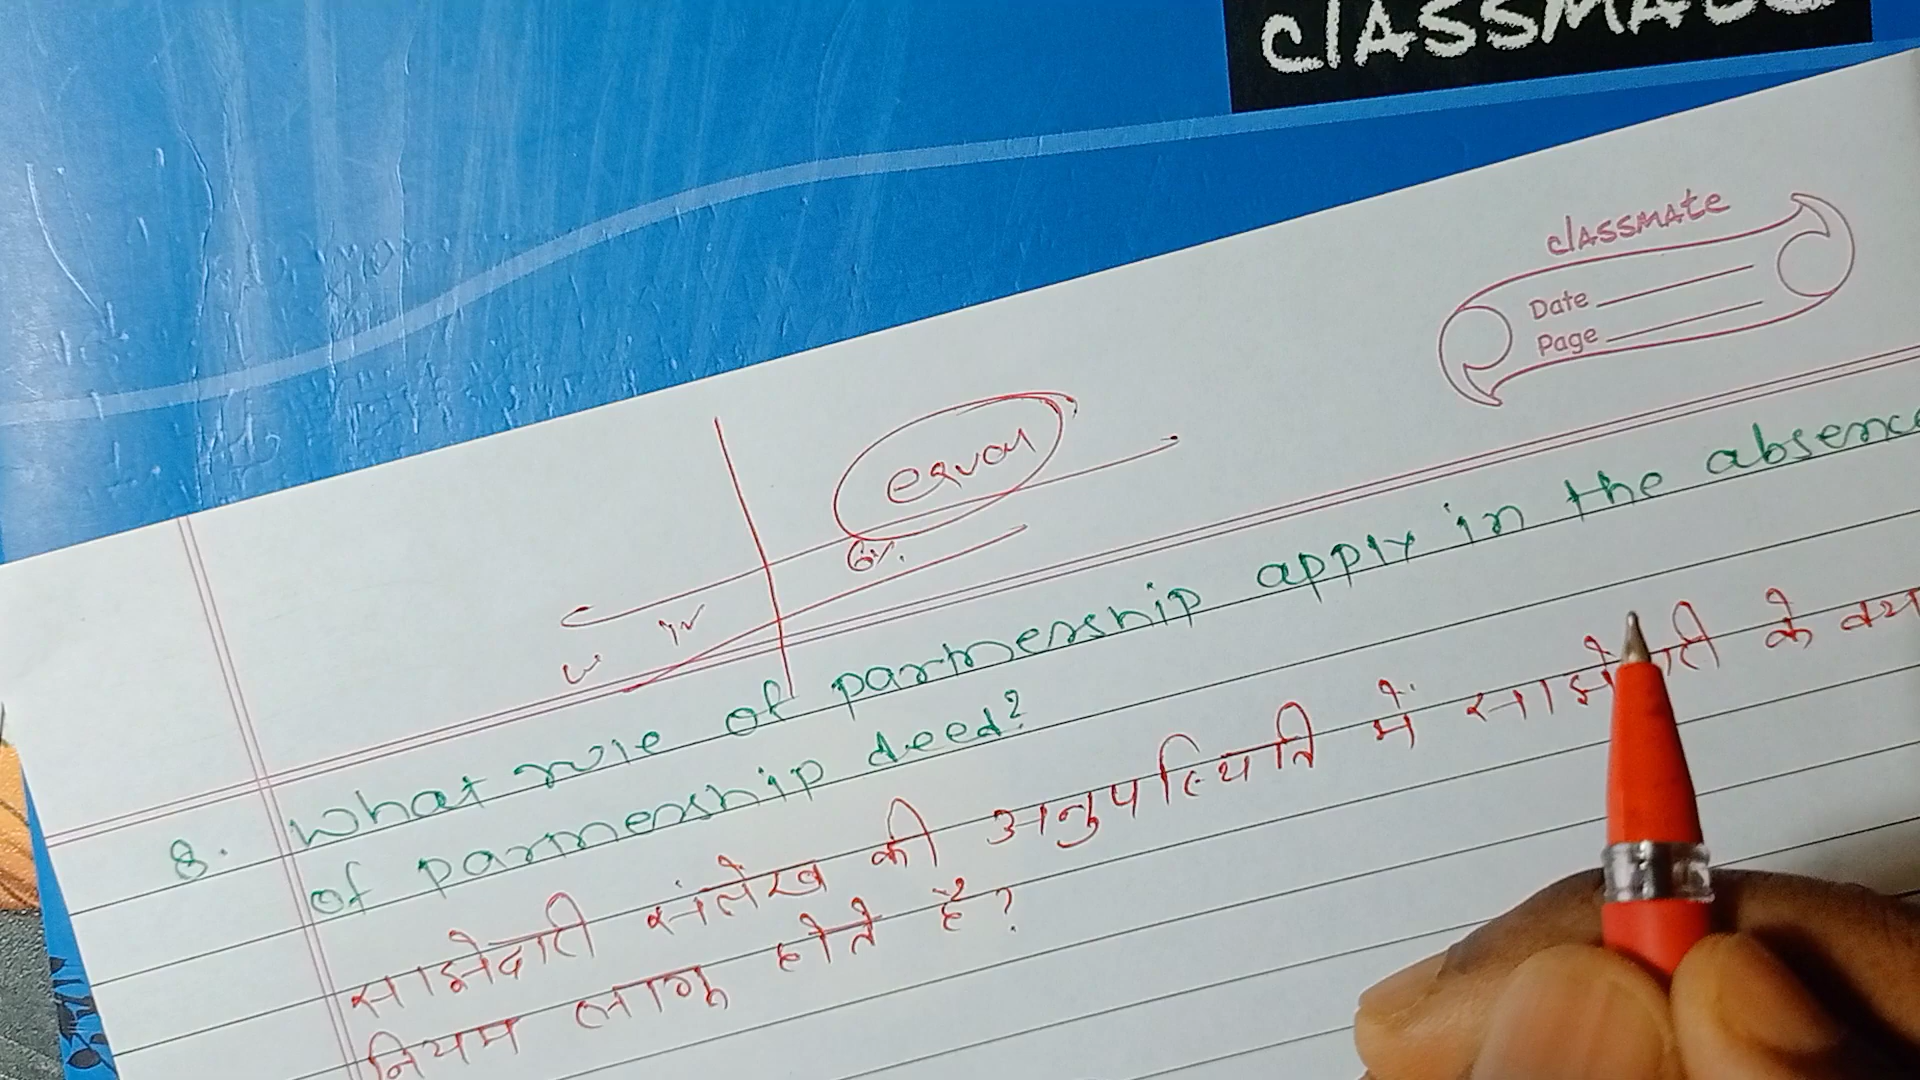 classmate
classmate
Date
Page
equal
6%.
8. What rule of partnership apply in the absence
of partnership deed?
साझेदारी संलेख की अनुपस्थिति में साझेदारी के क्या
नियम लागू होते है?